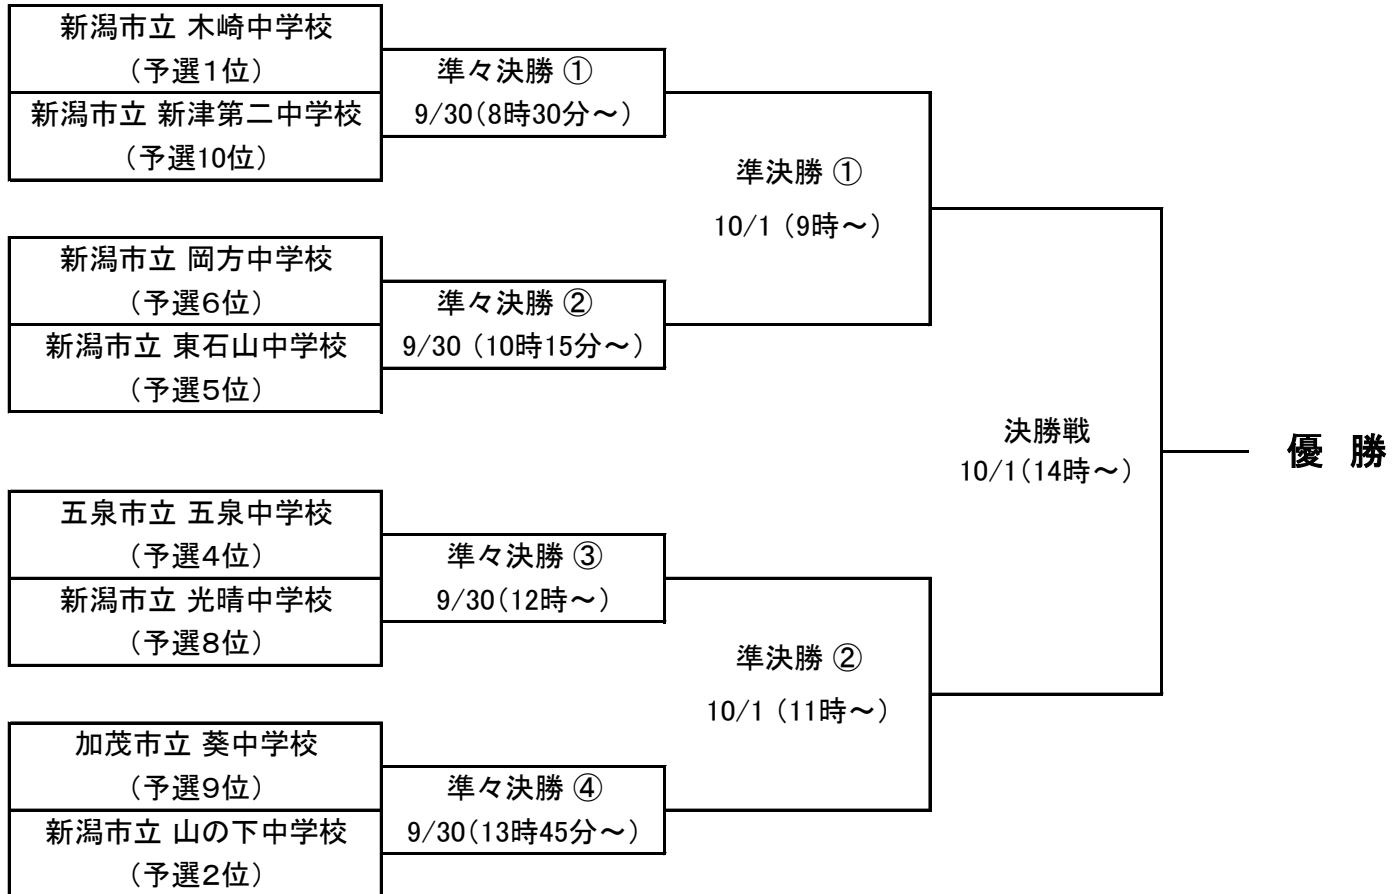 新潟市立 木崎中学校
（予選１位）
新潟市立 新津第二中学校
（予選10位）
準々決勝 ①
9/30（8時30分～）
準決勝 ①
10/1 （9時～）
新潟市立 岡方中学校
（予選６位）
新潟市立 東石山中学校
（予選５位）
準々決勝 ②
9/30 （10時15分～）
決勝戦
10/1（14時～）
優 勝
五泉市立 五泉中学校
（予選４位）
新潟市立 光晴中学校
（予選８位）
準々決勝 ③
9/30（12時～）
準決勝 ②
10/1 （11時～）
加茂市立 葵中学校
（予選９位）
新潟市立 山の下中学校
（予選２位）
準々決勝 ④
9/30（13時45分～）